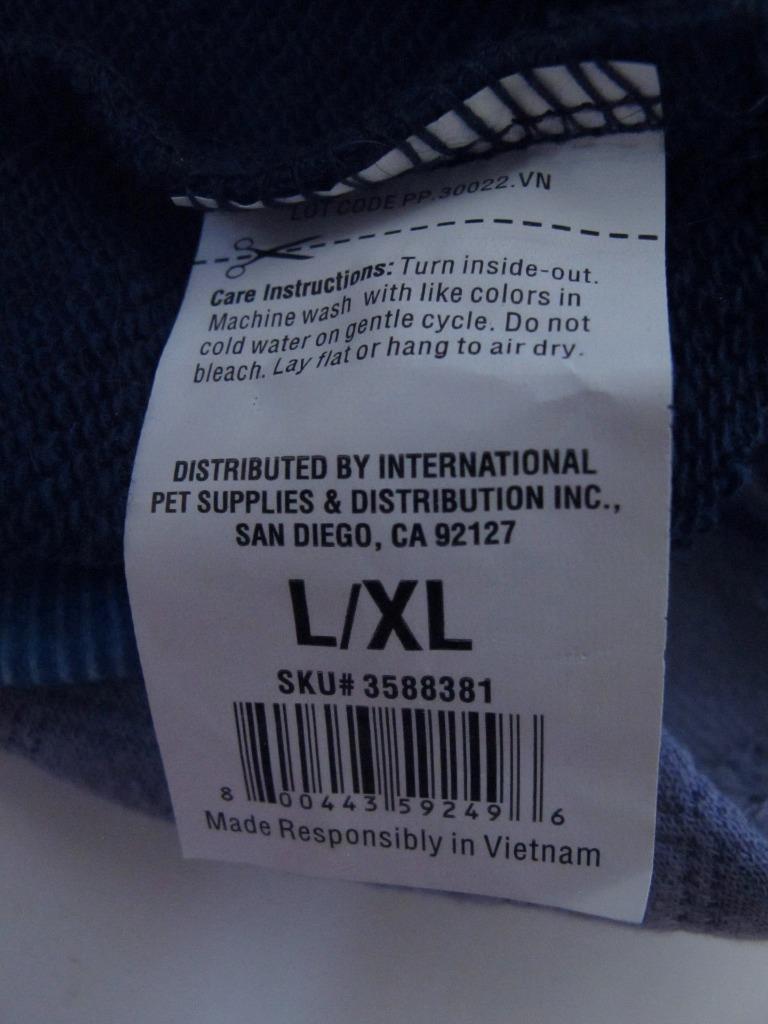 LOT CODE PP.30022.VN
Care Instructions: Turn inside-out.
Machine wash with like colors in
cold water on gentle cycle. Do not
bleach. Lay flat or hang to air dry.
DISTRIBUTED BY INTERNATIONAL
PET SUPPLIES & DISTRIBUTION INC.,
SAN DIEGO, CA 92127
L/XL
SKU# 3588381
8 00443 59249 6
Made Responsibly in Vietnam